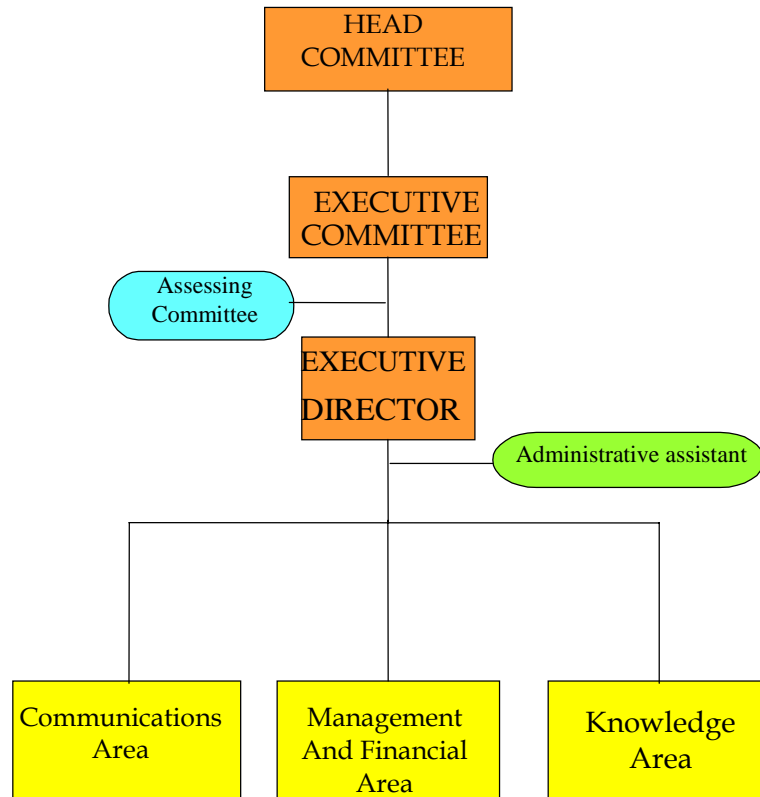 HEAD
COMMITTEE
EXECUTIVE
COMMITTEE
Assessing
Committee
EXECUTIVE
DIRECTOR
Administrative assistant
Communications
Area
Management
And Financial
Area
Knowledge
Area